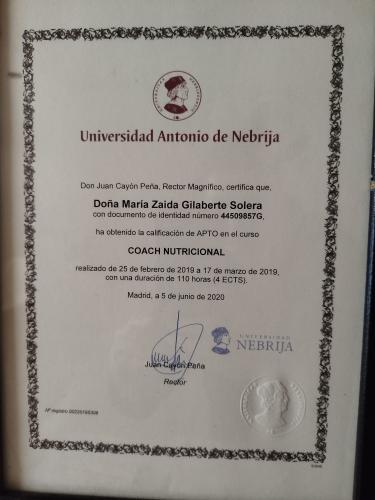 Universidad Antonio de Nebrija
Don Juan Cayón Peña, Rector Magnífico, certifica que,
Doña María Zaida Gilaberte Solera
con documento de identidad número 44509857G,
ha obtenido la calificación de APTO en el curso
COACH NUTRICIONAL
realizado de 25 de febrero de 2019 a 17 de marzo de 2019,
con una duración de 110 horas (4 ECTS).
Madrid, a 5 de junio de 2020
UNIVERSIDAD
NEBRIJA
Juan Cayón Peña
Rector
Nº registro